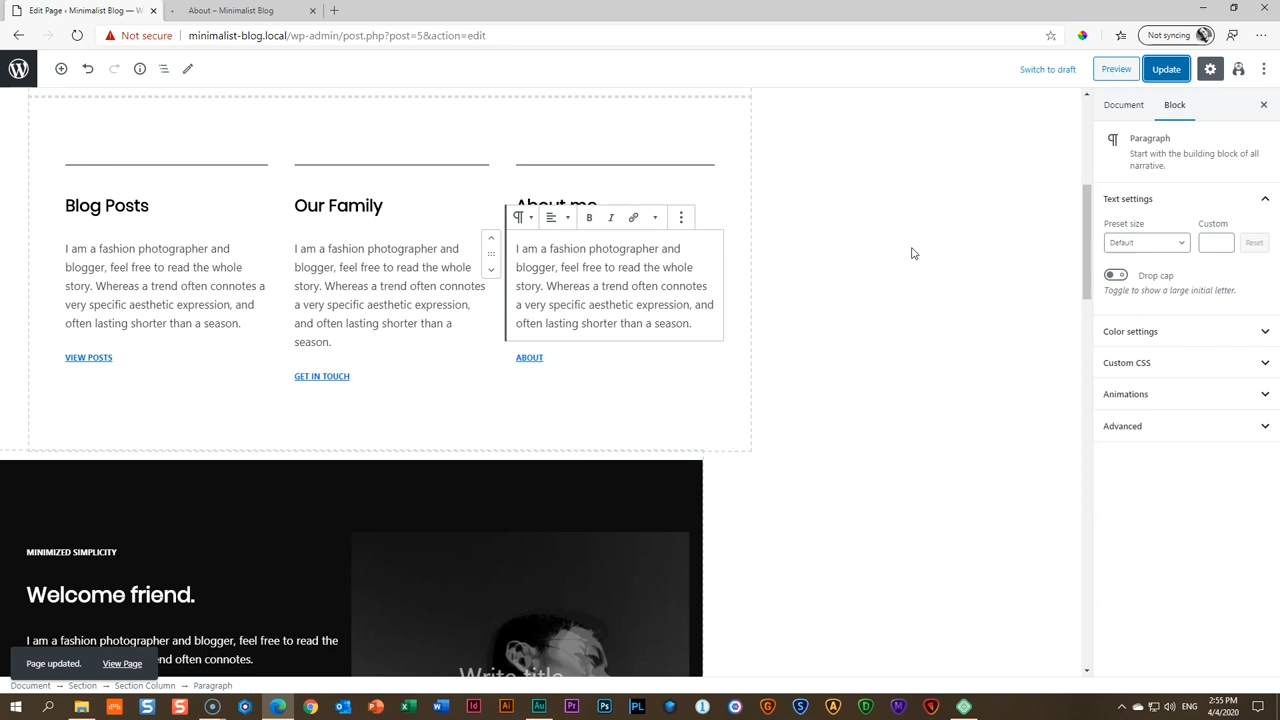 Edit Page ‹ Minimalist Blog — W
About – Minimalist Blog
Not secure
minimalist-blog.local/wp-admin/post.php?post=5&action=edit
Not syncing
Switch to draft
Preview
Update
Document
Block
Paragraph
Start with the building block of all
narrative.
Text settings
Preset size
Custom
Default
Reset
Drop cap
Toggle to show a large initial letter.
Color settings
Custom CSS
Animations
Advanced
Blog Posts
I am a fashion photographer and
blogger, feel free to read the whole
story. Whereas a trend often connotes a
very specific aesthetic expression, and
often lasting shorter than a season.
VIEW POSTS
Our Family
I am a fashion photographer and
blogger, feel free to read the whole
story. Whereas a trend often connotes
a very specific aesthetic expression,
and often lasting shorter than a
season.
GET IN TOUCH
About me
B I
I am a fashion photographer and
blogger, feel free to read the whole
story. Whereas a trend often connotes
a very specific aesthetic expression, and
often lasting shorter than a season.
ABOUT
MINIMIZED SIMPLICITY
Welcome friend.
I am a fashion photographer and blogger, feel free to read the
nd often connotes.
Write title
Page updated. View Page
Document → Section → Section Column → Paragraph
2:55 PM
4/4/2020